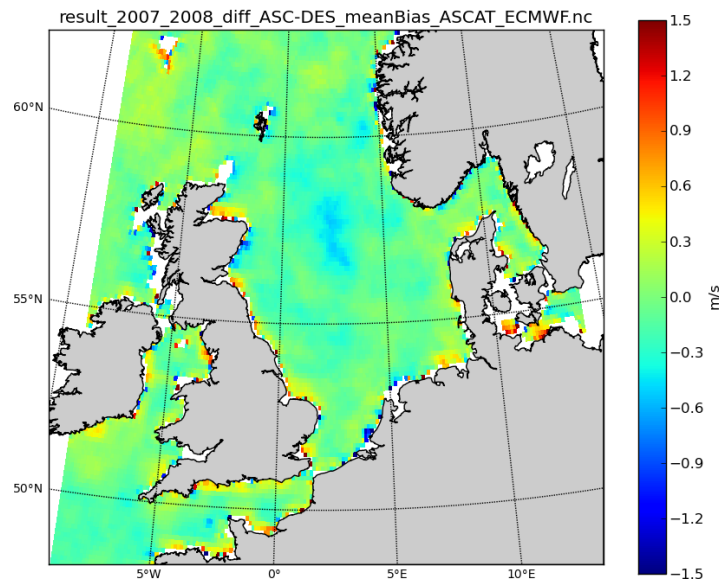 result_2007_2008_diff_ASC-DES_meanBias_ASCAT_ECMWF.nc
1.5
1.2
60°N
0.9
0.6
0.3
55°N
0.0
m/s
−0.3
−0.6
−0.9
50°N
−1.2
−1.5
5°W
0°
5°E
10°E